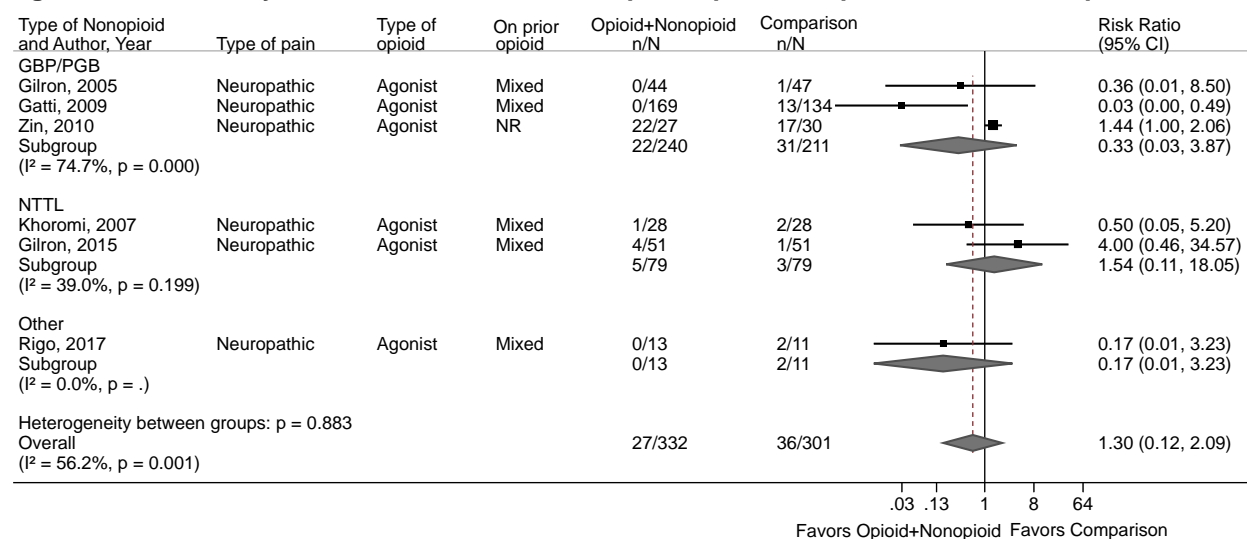 Type of Nonopioid Type of On prior Opioid+Nonopioid Comparison Risk Ratio
and Author, Year Type of pain opioid opioid n/N n/N (95% CI)
GBP/PGB
Gilron, 2005 Neuropathic Agonist Mixed 0/44 1/47 0.36 (0.01, 8.50)
Gatti, 2009 Neuropathic Agonist Mixed 0/169 13/134 0.03 (0.00, 0.49)
Zin, 2010 Neuropathic Agonist NR 22/27 17/30 1.44 (1.00, 2.06)
Subgroup 22/240 31/211 0.33 (0.03, 3.87)
(I² = 74.7%, p = 0.000)
NTTL
Khoromi, 2007 Neuropathic Agonist Mixed 1/28 2/28 0.50 (0.05, 5.20)
Gilron, 2015 Neuropathic Agonist Mixed 4/51 1/51 4.00 (0.46, 34.57)
Subgroup 5/79 3/79 1.54 (0.11, 18.05)
(I² = 39.0%, p = 0.199)
Other
Rigo, 2017 Neuropathic Agonist Mixed 0/13 2/11 0.17 (0.01, 3.23)
Subgroup 0/13 2/11 0.17 (0.01, 3.23)
(I² = 0.0%, p = .)
Heterogeneity between groups: p = 0.883
Overall 27/332 36/301 1.30 (0.12, 2.09)
(I² = 56.2%, p = 0.001)
.03 .13 1 8 64
Favors Opioid+Nonopioid Favors Comparison